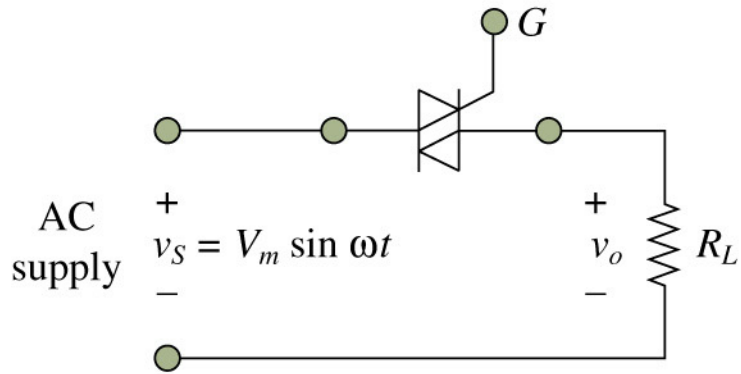 G
AC
supply
+
v_S = V_m sin ωt
−
+
v_o
−
R_L